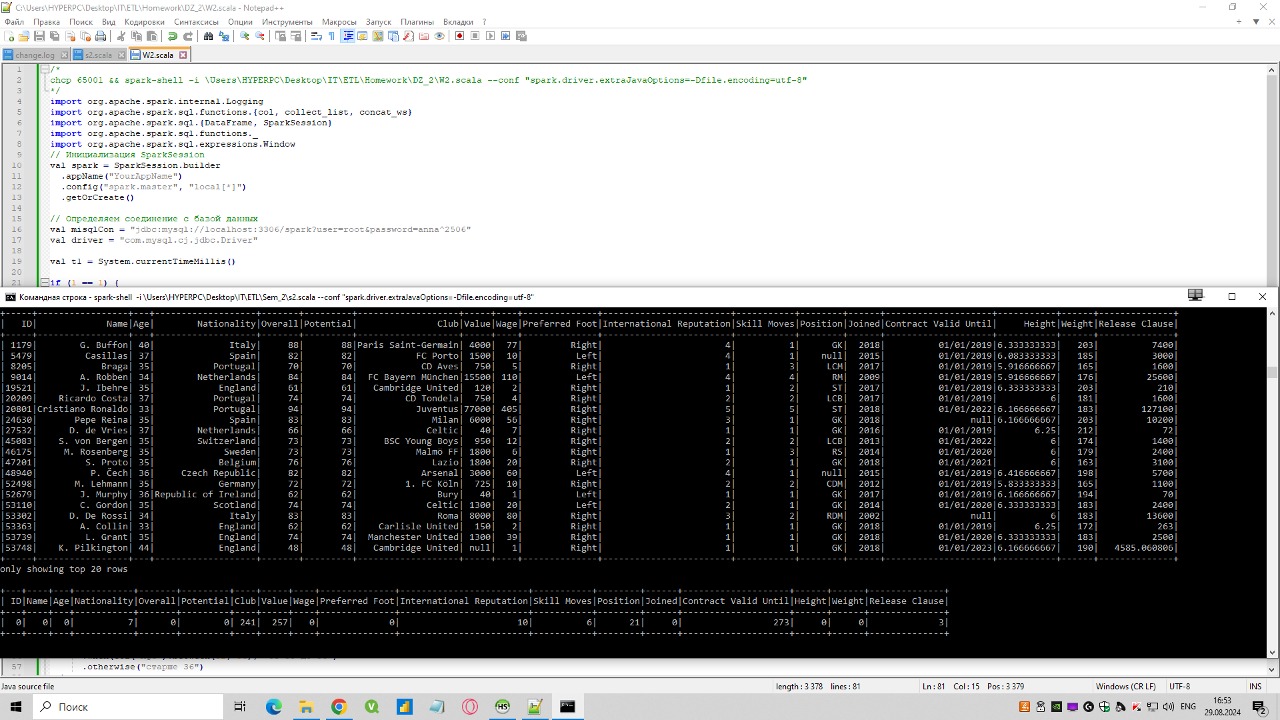 C:\Users\HYPERPC\Desktop\IT\ETL\Homework\DZ_2\W2.scala - Notepad++
Файл Правка Поиск Вид Кодировки Синтаксисы Опции Инструменты Макросы Запуск Плагины Вкладки ?
change.log s2.scala W2.scala
1 /*
2 chcp 65001 && spark-shell -i \Users\HYPERPC\Desktop\IT\ETL\Homework\DZ_2\W2.scala --conf "spark.driver.extraJavaOptions=-Dfile.encoding=utf-8"
3 */
4 import org.apache.spark.internal.Logging
5 import org.apache.spark.sql.functions.{col, collect_list, concat_ws}
6 import org.apache.spark.sql.{DataFrame, SparkSession}
7 import org.apache.spark.sql.functions._
8 import org.apache.spark.sql.expressions.Window
9 // Инициализация SparkSession
10 val spark = SparkSession.builder
11 .appName("YourAppName")
12 .config("spark.master", "local[*]")
13 .getOrCreate()
14
15 // Определяем соединение с базой данных
16 val misqlCon = "jdbc:mysql://localhost:3306/spark?user=root&password=anna^2506"
17 val driver = "com.mysql.cj.jdbc.Driver"
18
19 val t1 = System.currentTimeMillis()
20
21 if (1 == 1) {
Командная строка - spark-shell -i \Users\HYPERPC\Desktop\IT\ETL\Sem_2\s2.scala --conf "spark.driver.extraJavaOptions=-Dfile.encoding=utf-8"
| ID| Name|Age| Nationality|Overall|Potential| Club|Value|Wage|Preferred Foot|International Reputation|Skill Moves|Position|Joined|Contract Valid Until| Height|Weight|Release Clause|
| 1179| G. Buffon| 40| Italy| 88| 88|Paris Saint-Germain| 4000| 77| Right| 4| 1| GK| 2018| 01/01/2019|6.333333333| 203| 7400|
| 5479| Casillas| 37| Spain| 82| 82| FC Porto| 1500| 10| Left| 4| 1| null| 2015| 01/01/2019|6.083333333| 185| 3000|
| 8205| Braga| 35| Portugal| 70| 70| CD Aves| 750| 5| Right| 1| 3| LCM| 2017| 01/01/2019|5.916666667| 165| 1600|
| 9014| A. Robben| 34| Netherlands| 84| 84| FC Bayern München|15500| 110| Left| 4| 4| RM| 2009| 01/01/2019|5.916666667| 176| 25600|
|19521| J. Hehre| 35| England| 61| 61| Cambridge United| 120| 2| Right| 1| 2| ST| 2017| 01/01/2019|6.333333333| 203| 210|
|20209| Ricardo Costa| 37| Portugal| 74| 74| CD Tondela| 750| 4| Right| 2| 2| LCB| 2017| 01/01/2019| 6| 181| 1600|
|20801|Cristiano Ronaldo| 33| Portugal| 94| 94| Juventus|77000| 405| Right| 5| 5| ST| 2018| 01/01/2022|6.166666667| 183| 127100|
|24630| Pepe Reina| 35| Spain| 83| 83| Milan| 6000| 56| Right| 3| 1| GK| 2018| null|6.166666667| 203| 10200|
|27532| D. de Vries| 37| Netherlands| 66| 66| Celtic| 40| 7| Right| 1| 1| GK| 2016| 01/01/2019| 6.25| 212| 72|
|45083| S. von Bergen| 35| Switzerland| 73| 73| BSC Young Boys| 950| 12| Right| 2| 2| LCB| 2013| 01/01/2022| 6| 174| 1400|
|46175| M. Rosenberg| 35| Sweden| 73| 73| Malmo FF| 1800| 6| Right| 1| 3| RS| 2014| 01/01/2020| 6| 179| 2400|
|47201| S. Proto| 35| Belgium| 76| 76| Lazio| 1800| 20| Right| 2| 1| GK| 2018| 01/01/2021| 6| 163| 3100|
|48940| P. Čech| 36| Czech Republic| 82| 82| Arsenal| 3000| 60| Left| 4| 1| null| 2015| 01/01/2019|6.416666667| 198| 5700|
|52498| M. Lehmann| 35| Germany| 72| 72| 1. FC Köln| 725| 10| Right| 2| 2| CDM| 2012| 01/01/2019|5.833333333| 165| 1100|
|52679| J. Murphy| 36|Republic of Ireland| 62| 62| Bury| 40| 1| Left| 1| 1| GK| 2017| 01/01/2019|6.166666667| 194| 70|
|53110| C. Gordon| 35| Scotland| 74| 74| Celtic| 1300| 20| Left| 2| 1| GK| 2014| 01/01/2020|6.333333333| 183| 2400|
|53302| D. De Rossi| 34| Italy| 83| 83| Roma| 8000| 80| Right| 3| 2| RDM| 2002| null| 6| 183| 13600|
|53363| A. Collin| 33| England| 62| 62| Carlisle United| 150| 2| Right| 1| 1| GK| 2018| 01/01/2019| 6.25| 172| 263|
|53739| L. Grant| 35| England| 74| 74| Manchester United| 1300| 39| Right| 1| 1| GK| 2018| 01/01/2020|6.333333333| 183| 2500|
|53748| K. Pilkington| 44| England| 48| 48| Cambridge United| null| 1| Right| 1| 1| GK| 2018| 01/01/2023|6.166666667| 190| 4585.060806|
only showing top 20 rows
| ID|Name|Age|Nationality|Overall|Potential|Club|Value|Wage|Preferred Foot|International Reputation|Skill Moves|Position|Joined|Contract Valid Until|Height|Weight|Release Clause|
| 0| 0| 0| 7| 0| 0| 241| 257| 0| 0| 10| 6| 21| 0| 273| 0| 0| 3|
57 .otherwise("старше 36")
Java source file length : 3 378 lines : 81 Ln : 81 Col : 15 Pos : 3 379 Windows (CR LF) UTF-8 INS
Поиск
ENG
16:53
29.08.2024